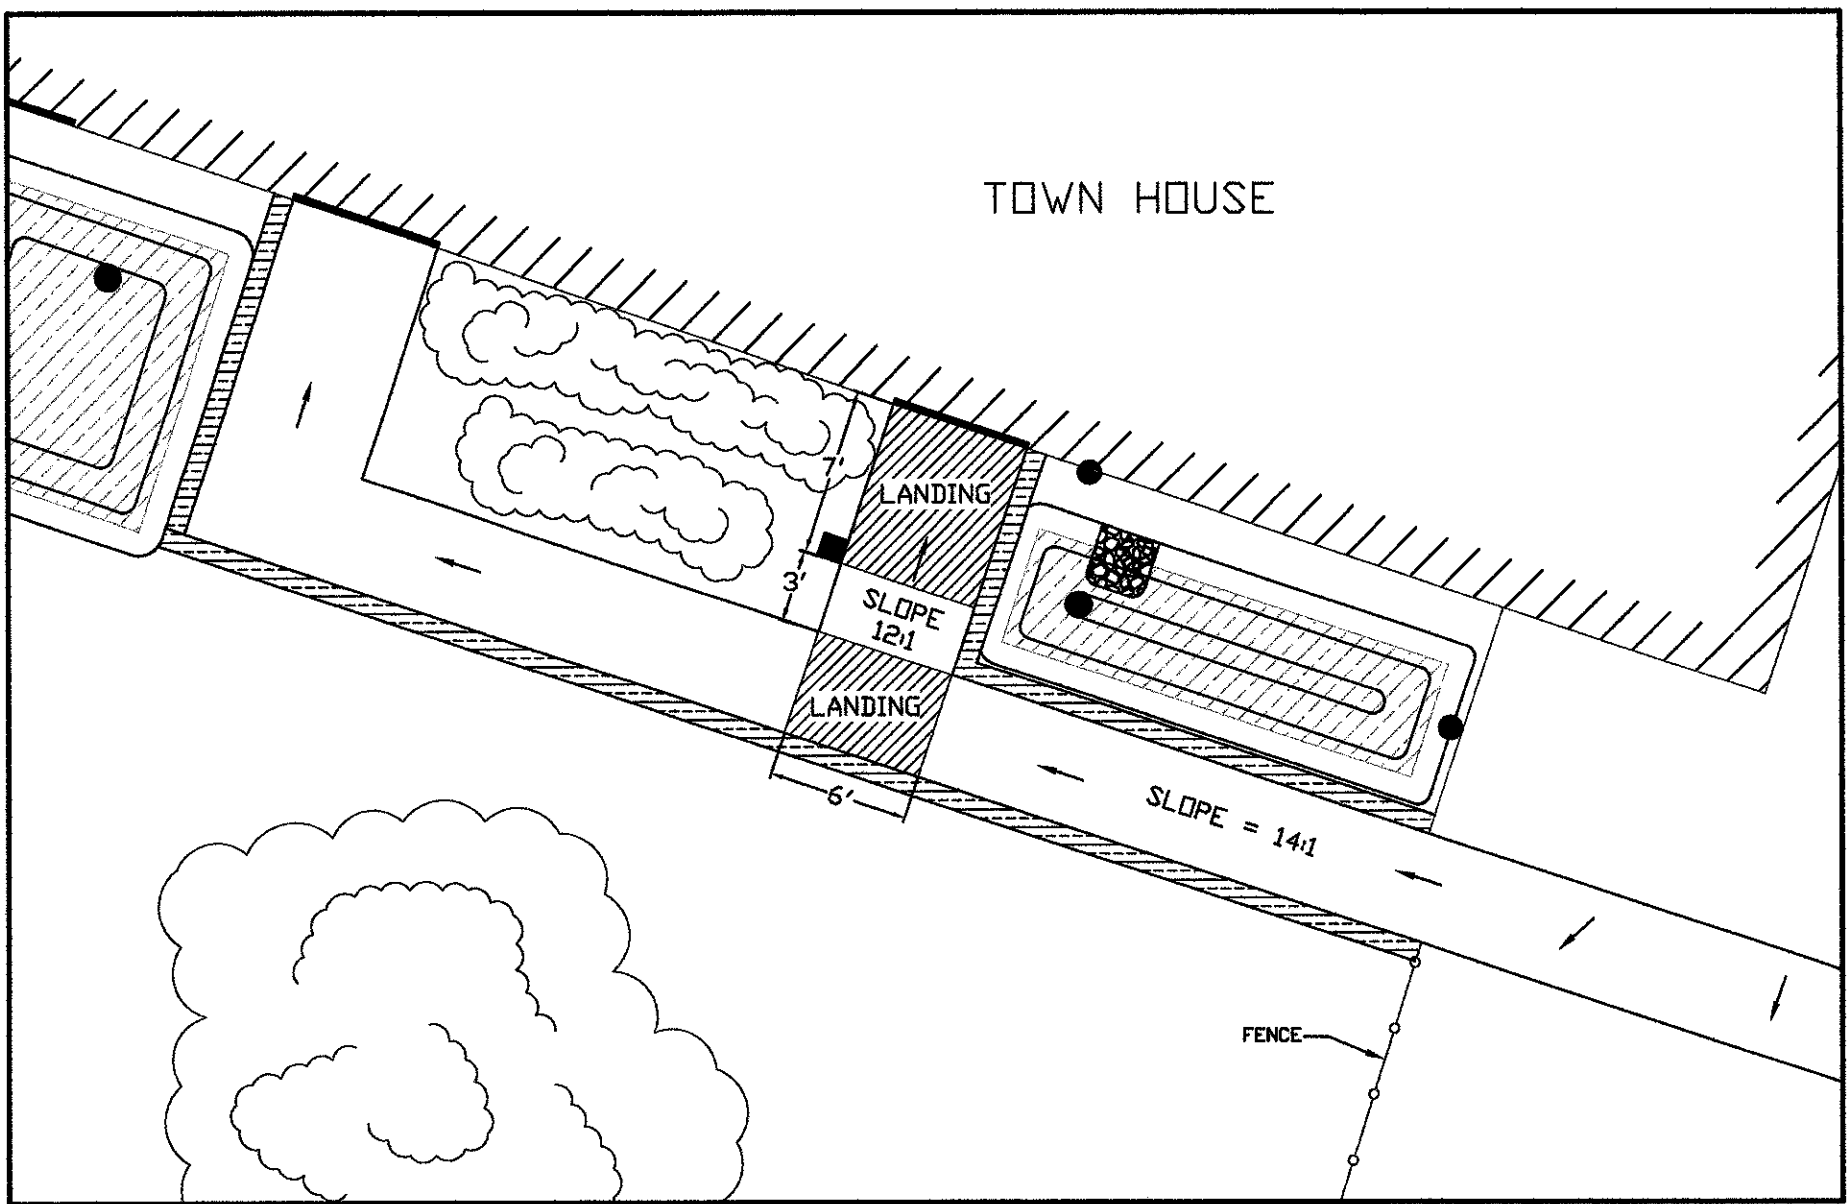 TOWN HOUSE
7'
LANDING
3'
SLOPE
12:1
LANDING
6'
SLOPE = 14:1
FENCE